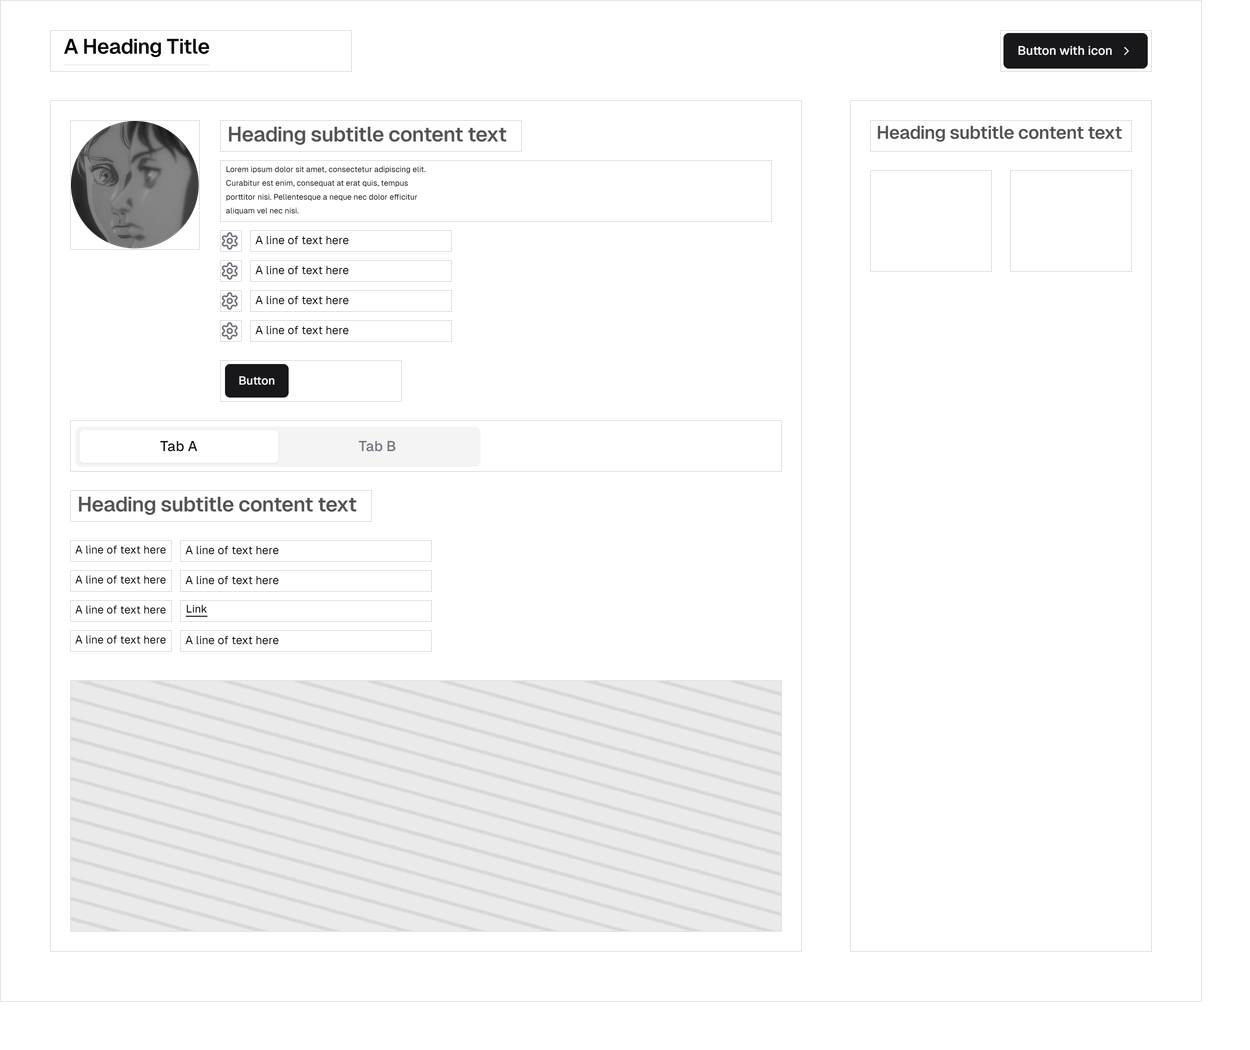 A Heading Title
Button with icon
Heading subtitle content text
Lorem ipsum dolor sit amet, consectetur adipiscing elit.
Curabitur est enim, consequat at erat quis, tempus
porttitor nisi. Pellentesque a neque nec dolor efficitur
aliquam vel nec nisi.
A line of text here
A line of text here
A line of text here
A line of text here
Button
Tab A
Tab B
Heading subtitle content text
A line of text here
A line of text here
A line of text here
A line of text here
A line of text here
Link
A line of text here
A line of text here
Heading subtitle content text